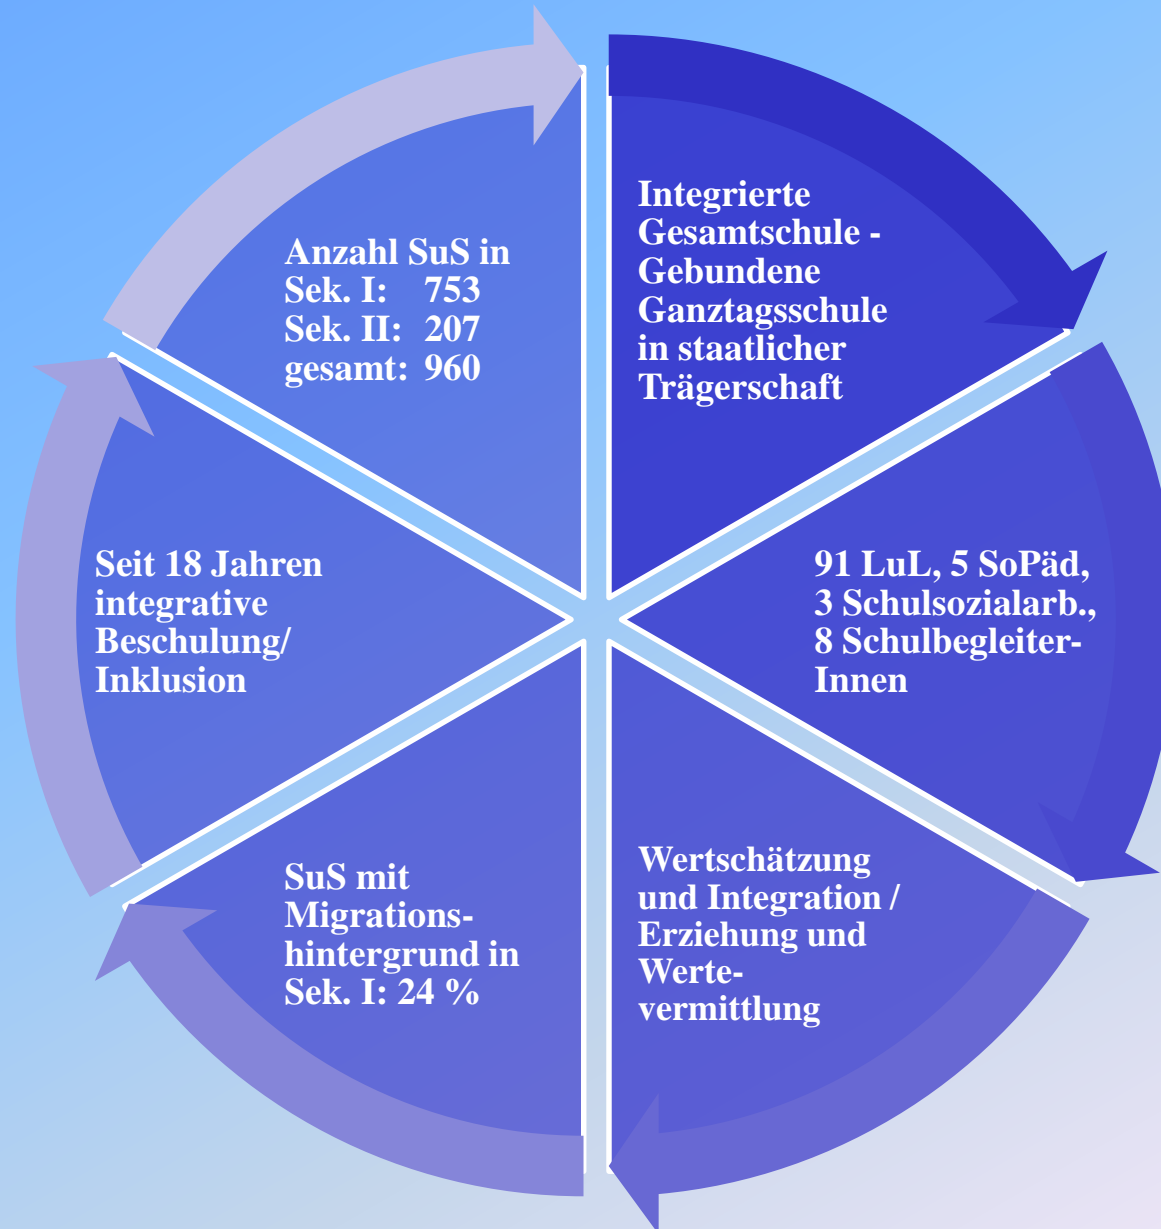 Integrierte
Gesamtschule -
Gebundene
Ganztagsschule
in staatlicher
Trägerschaft
91 LuL, 5 SoPäd,
3 Schulsozialarb.,
8 Schulbegleiter-
Innen
Wertschätzung
und Integration /
Erziehung und
Werte-
vermittlung
SuS mit
Migrations-
hintergrund in
Sek. I: 24 %
Seit 18 Jahren
integrative
Beschulung/
Inklusion
Anzahl SuS in
Sek. I: 753
Sek. II: 207
gesamt: 960